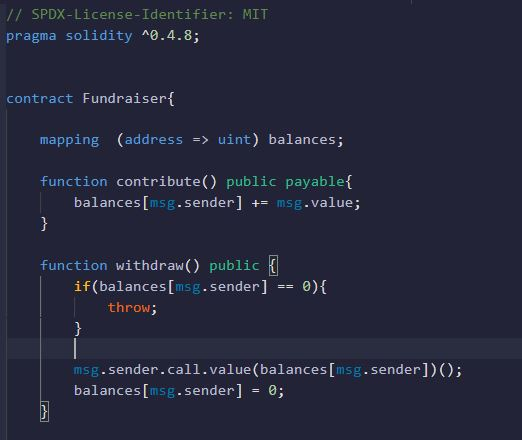 // SPDX-License-Identifier: MIT
pragma solidity ^0.4.8;
contract Fundraiser{
mapping  (address => uint) balances;
function contribute() public payable{
balances[msg.sender] += msg.value;
}
function withdraw() public {
if(balances[msg.sender] == 0){
throw;
}
msg.sender.call.value(balances[msg.sender])();
balances[msg.sender] = 0;
}